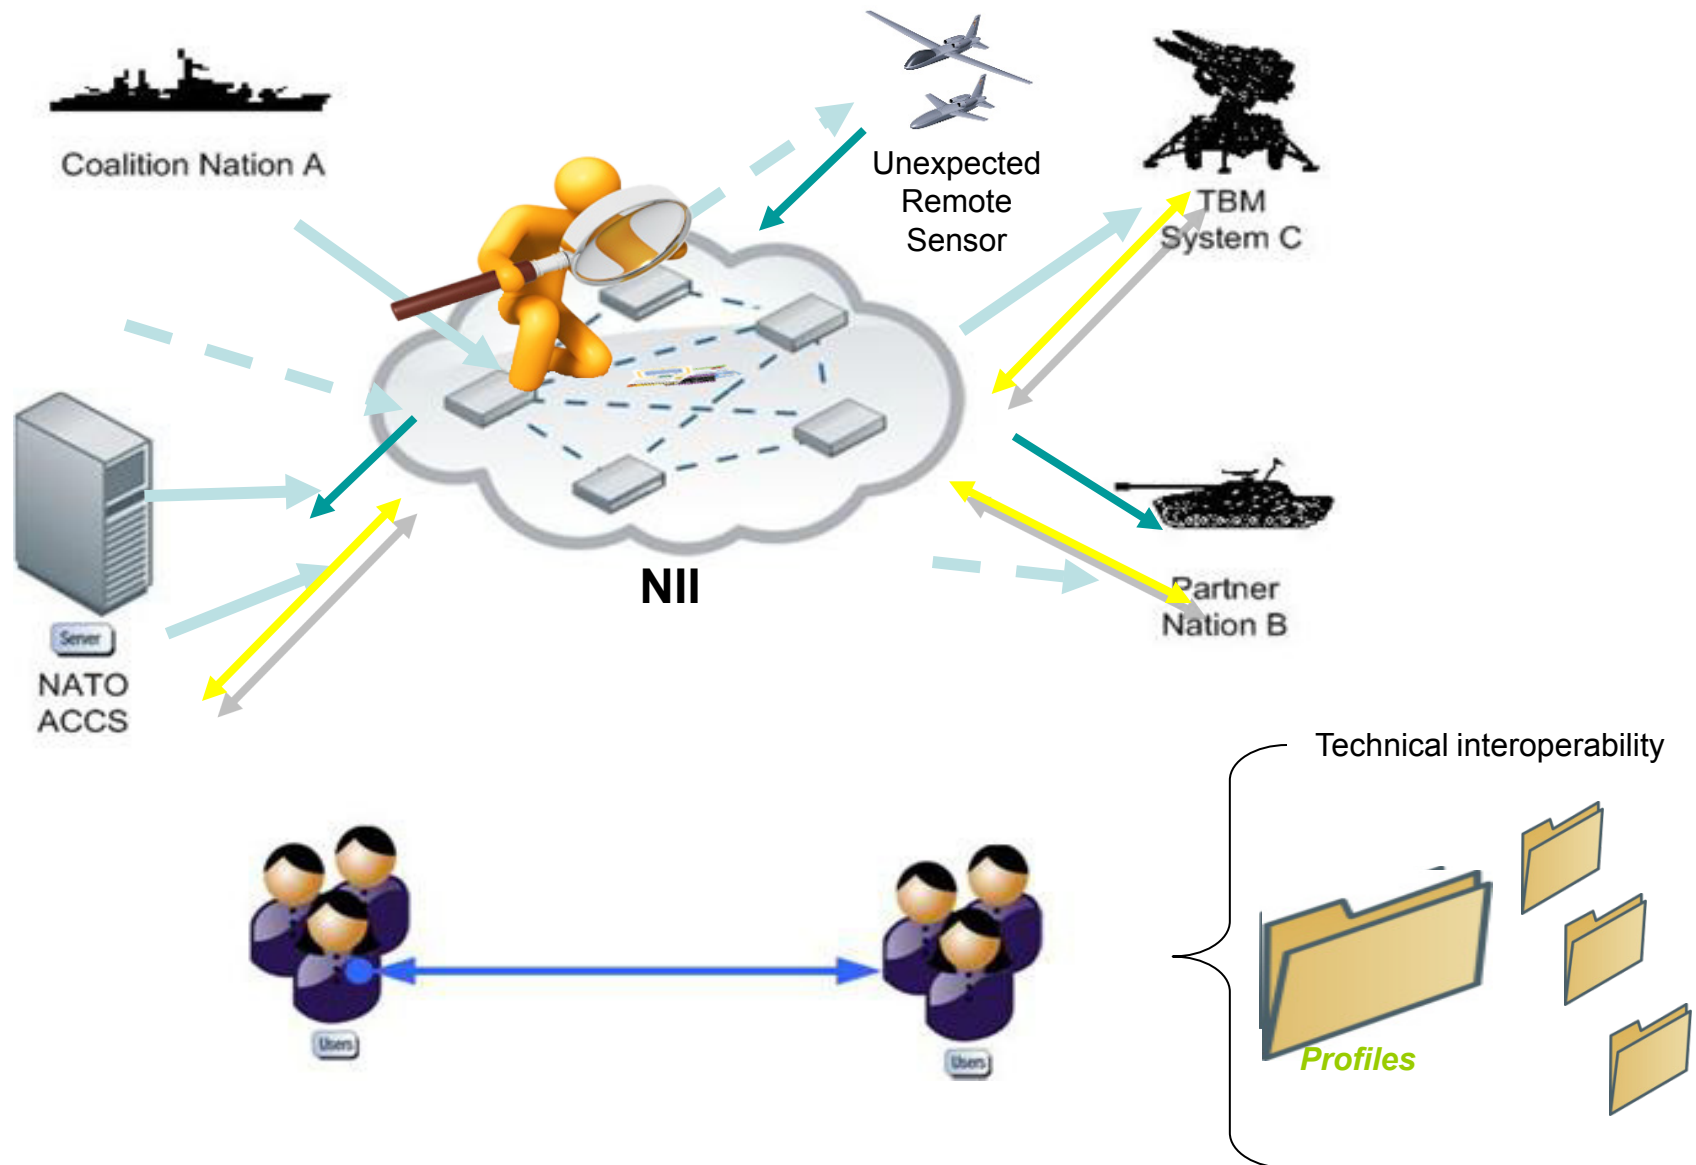 Coalition Nation A
Unexpected
Remote
Sensor
TBM
System C
NII
Server
NATO
ACCS
Partner
Nation B
Technical interoperability
Users
Users
Profiles